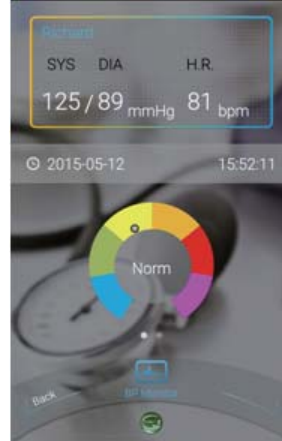 Richard
SYS DIA H.R.
125 / 89 mmHg 81 bpm
2015-05-12 15:52:11
Norm
Back BP Monitor